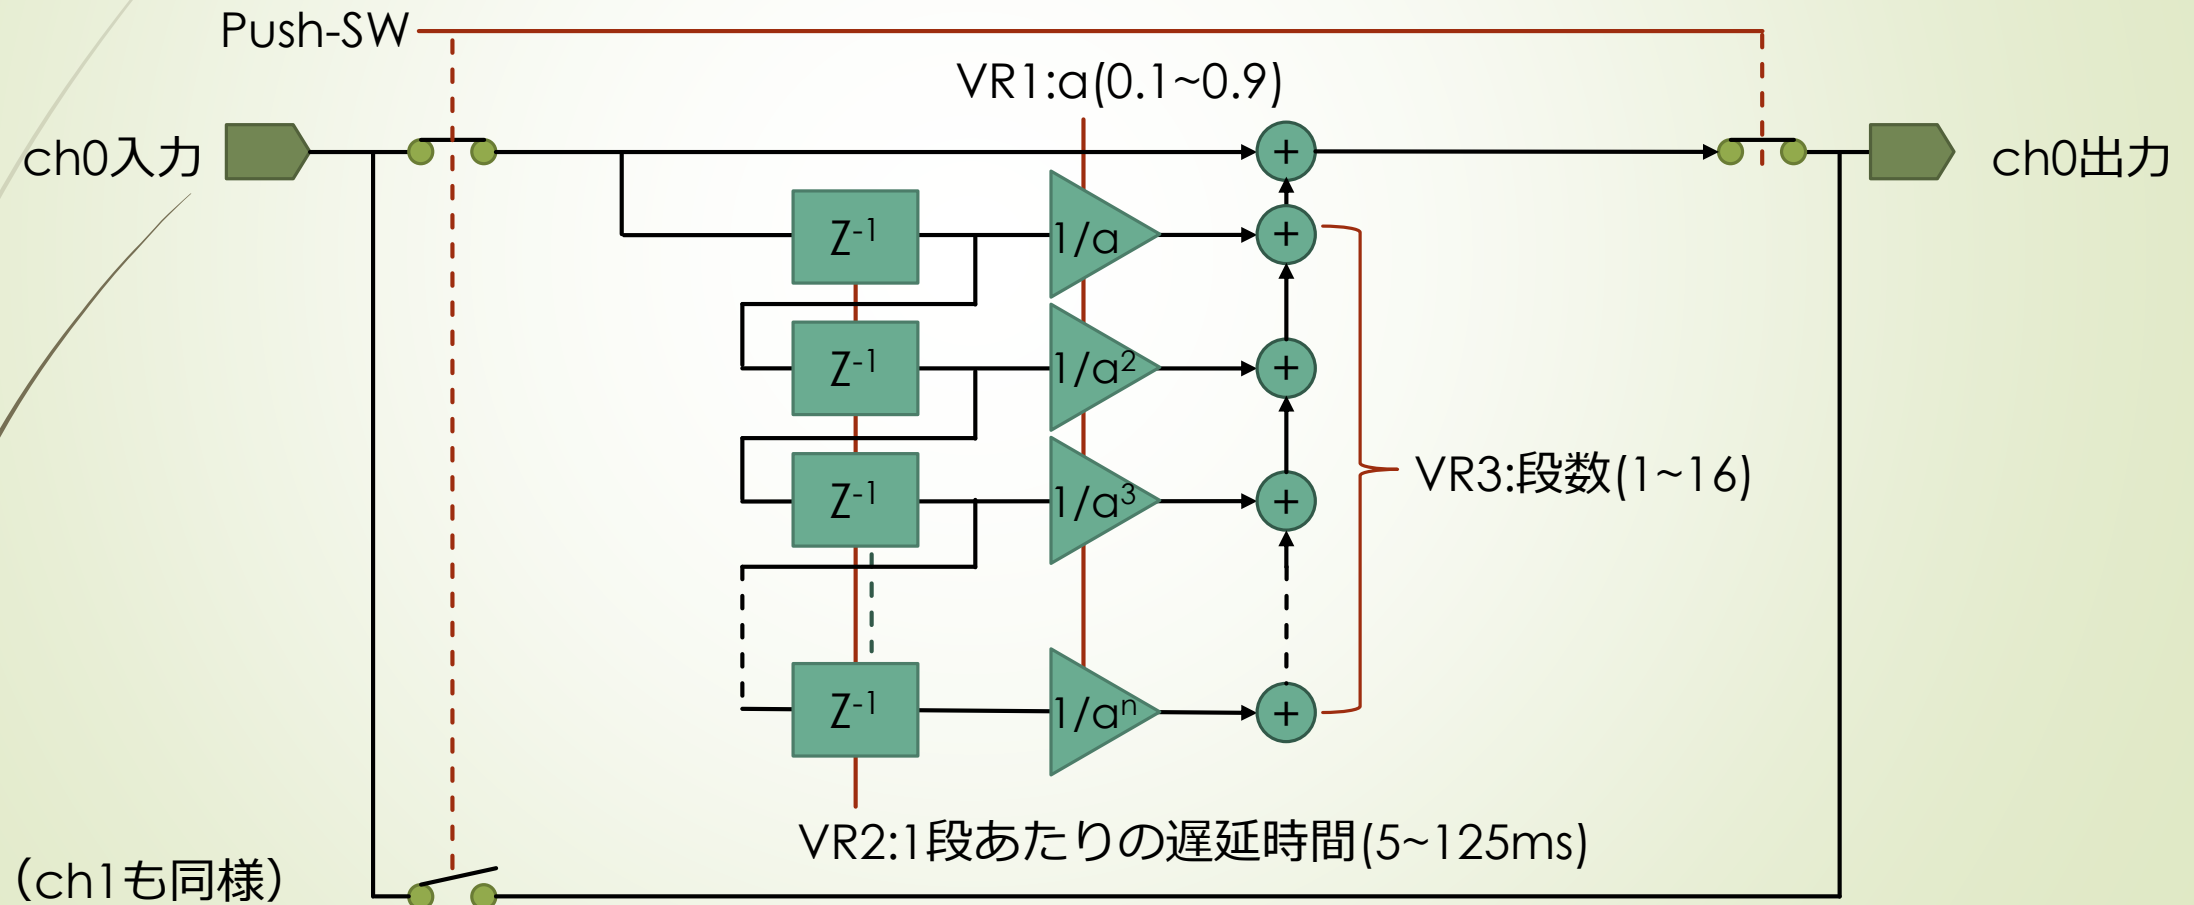 Push-SW
VR1:a(0.1~0.9)
ch0入力
+
ch0出力
Z-1
1/a
+
Z-1
1/a2
+
Z-1
1/a3
+
VR3:段数(1~16)
Z-1
1/an
+
VR2:1段あたりの遅延時間(5~125ms)
（ch1も同様）